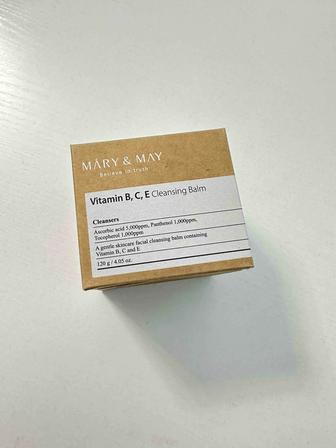 MARY & MAY
Believe in truth
Vitamin B, C, E Cleansing Balm
Cleansers
Ascorbic acid 5,000ppm, Panthenol 1,000ppm,
Tocopherol 1,000ppm
A gentle skincare facial cleansing balm containing
Vitamin B, C and E
120 g / 4.05 oz.